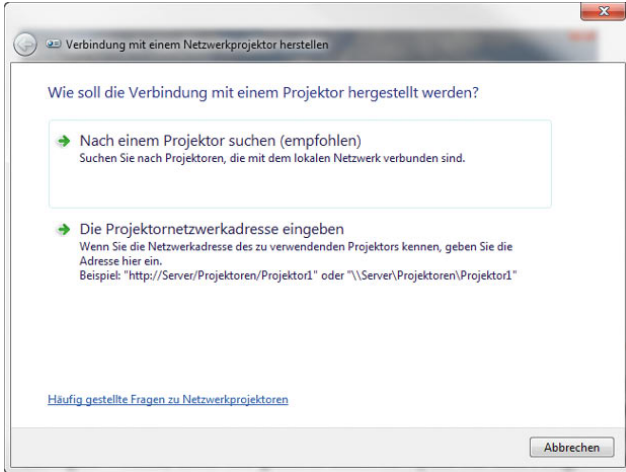 Verbindung mit einem Netzwerkprojektor herstellen
Wie soll die Verbindung mit einem Projektor hergestellt werden?
Nach einem Projektor suchen (empfohlen)
Suchen Sie nach Projektoren, die mit dem lokalen Netzwerk verbunden sind.
Die Projektornetzwerkadresse eingeben
Wenn Sie die Netzwerkadresse des zu verwendenden Projektors kennen, geben Sie die
Adresse hier ein.
Beispiel: "http://Server/Projektoren/Projektor1" oder "\\Server\Projektoren\Projektor1"
Häufig gestellte Fragen zu Netzwerkprojektoren
Abbrechen